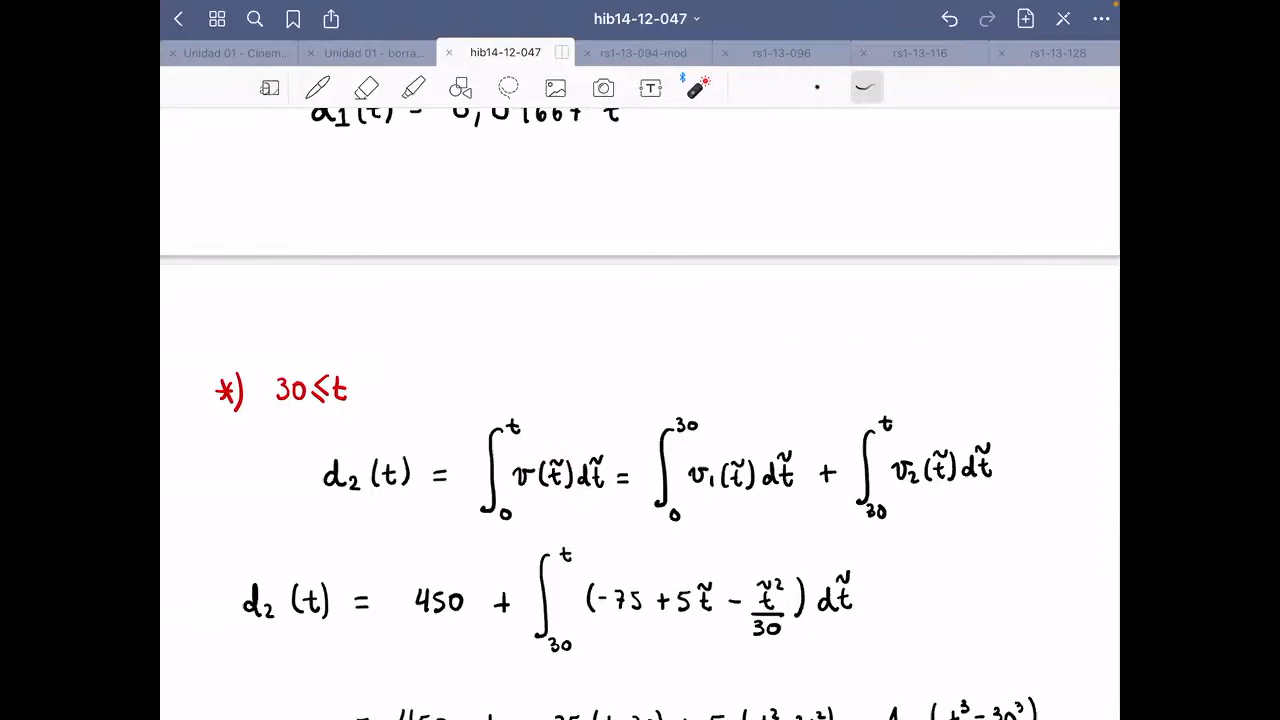 hib14-12-047
Unidad 01 - Cinem... Unidad 01 - borra... hib14-12-047 rs1-13-094-mod rs1-13-096 rs1-13-116 rs1-13-128
*) 30 ≤ t
d₂(t) = ∫₀ᵗ v(t̃)dt̃ = ∫₀³⁰ v₁(t̃)dt̃ + ∫₃₀ᵗ v₂(t̃)dt̃
d₂(t) = 450 + ∫₃₀ᵗ (-75 + 5t̃ - t̃²/30) dt̃